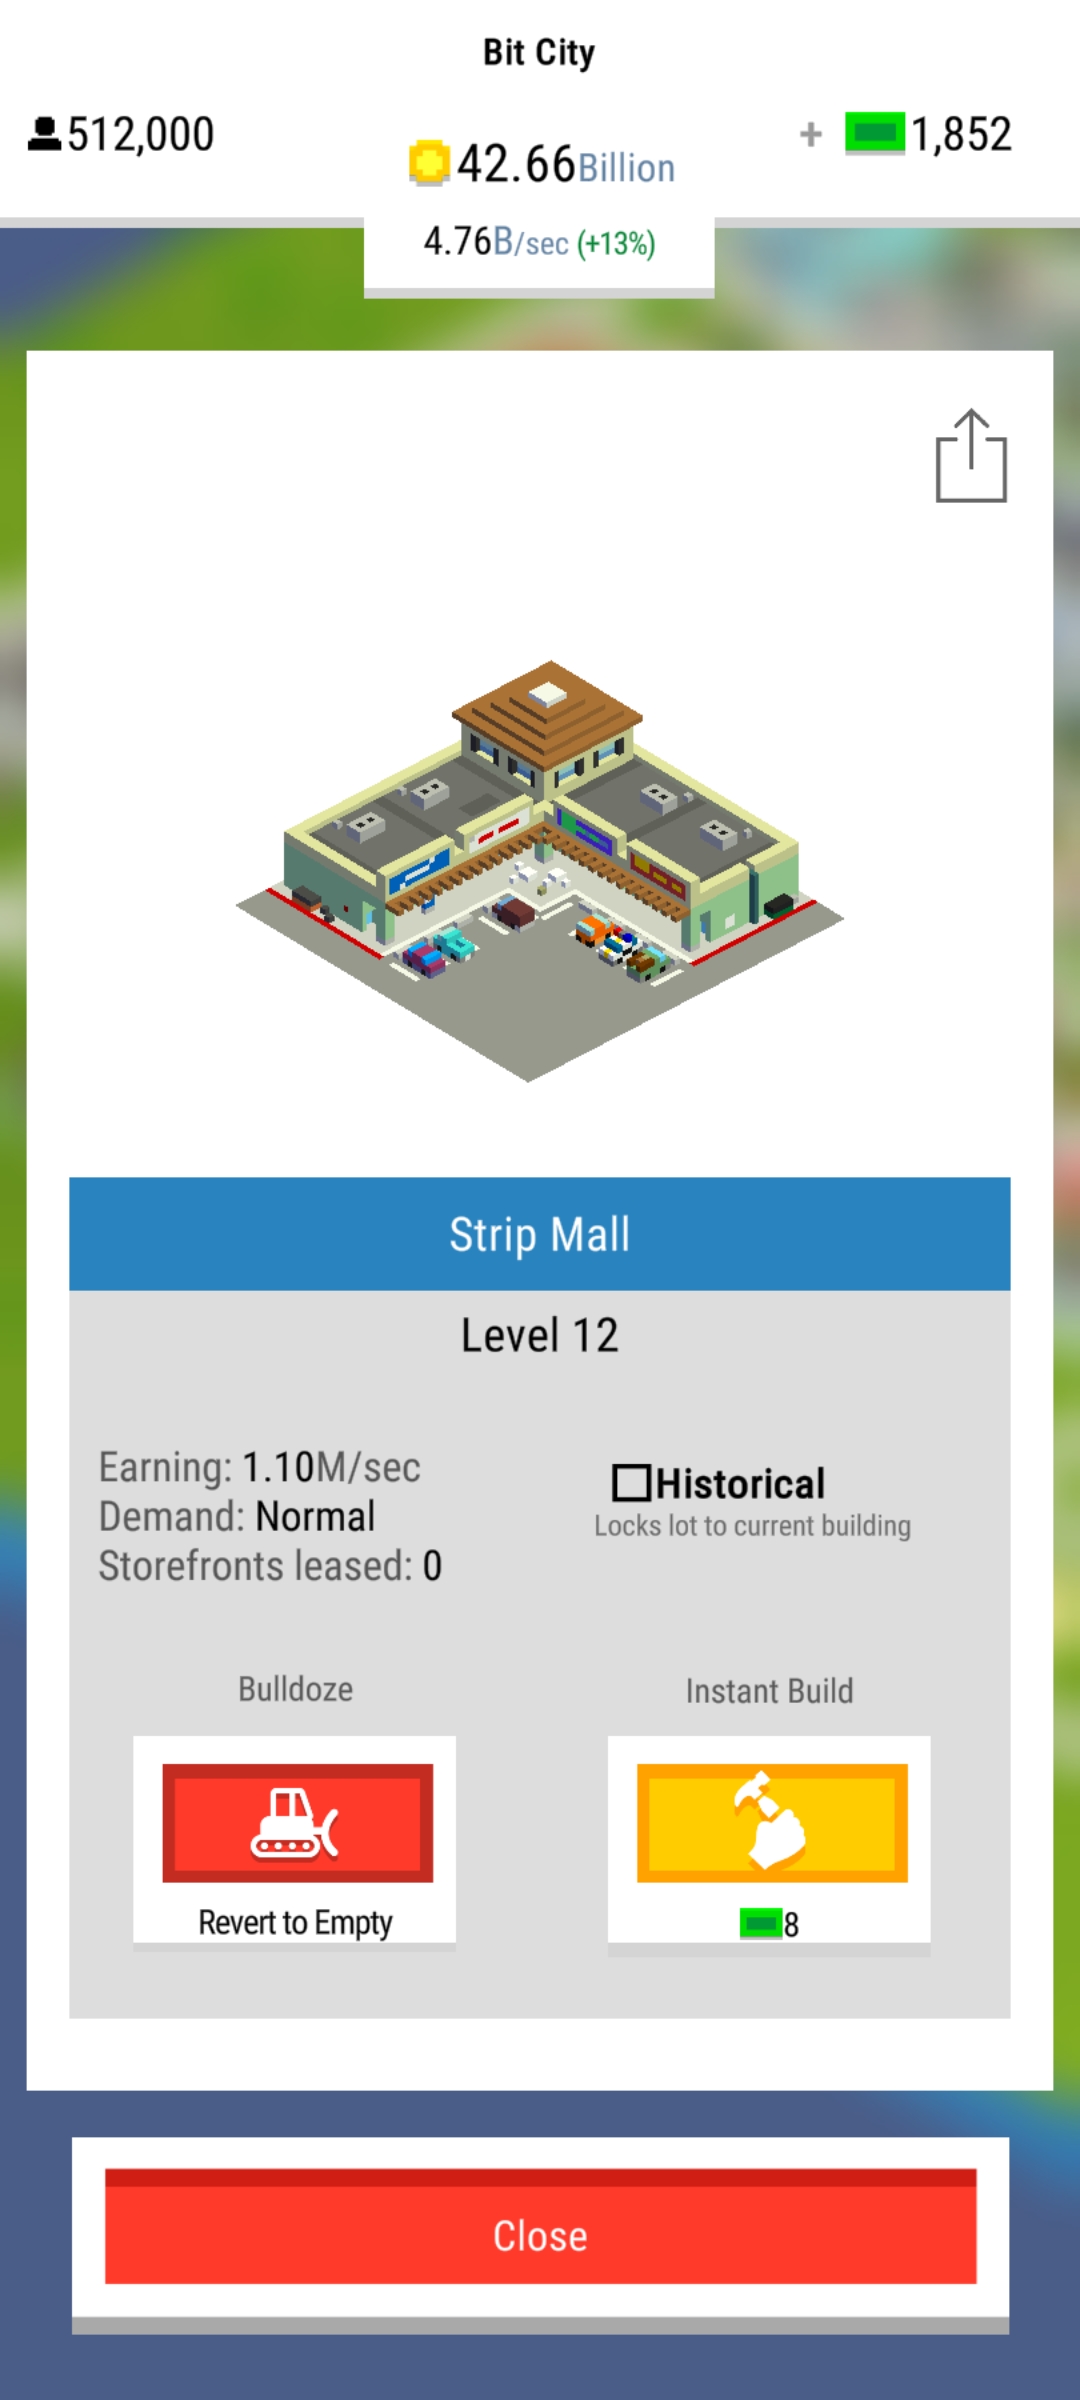 Bit City
512,000
42.66Billion
+ 1,852
4.76B/sec (+13%)
Strip Mall
Level 12
Earning: 1.10M/sec
Demand: Normal
Storefronts leased: 0
Historical
Locks lot to current building
Bulldoze
Instant Build
Revert to Empty
8
Close